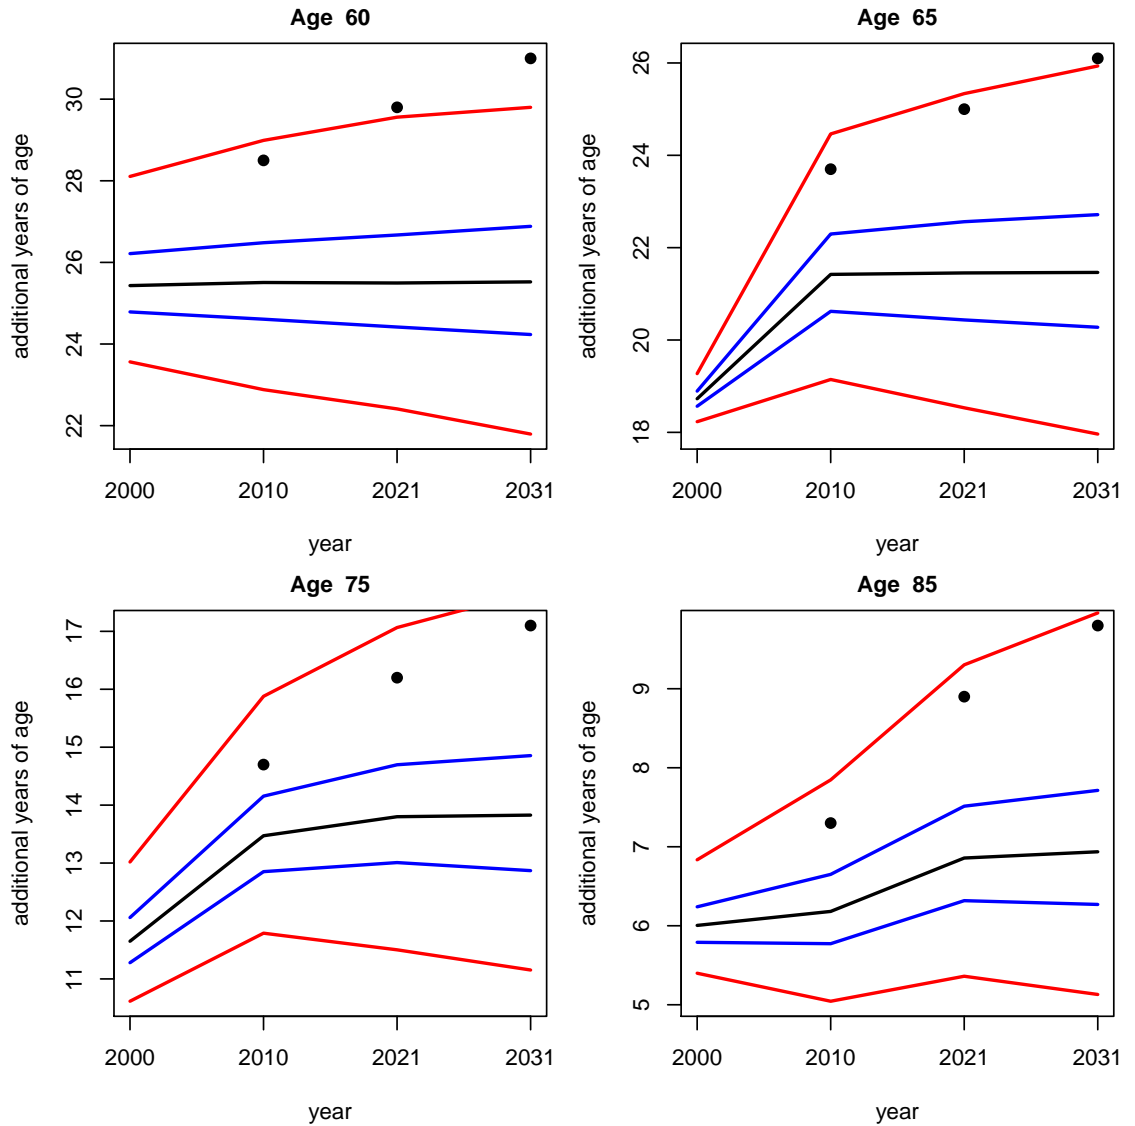 Age 60
additional years of age
30
28
26
24
22
2000 2010 2021 2031
year
Age 65
additional years of age
26
24
22
20
18
2000 2010 2021 2031
year
Age 75
additional years of age
17
16
15
14
13
12
11
2000 2010 2021 2031
year
Age 85
additional years of age
9
8
7
6
5
2000 2010 2021 2031
year